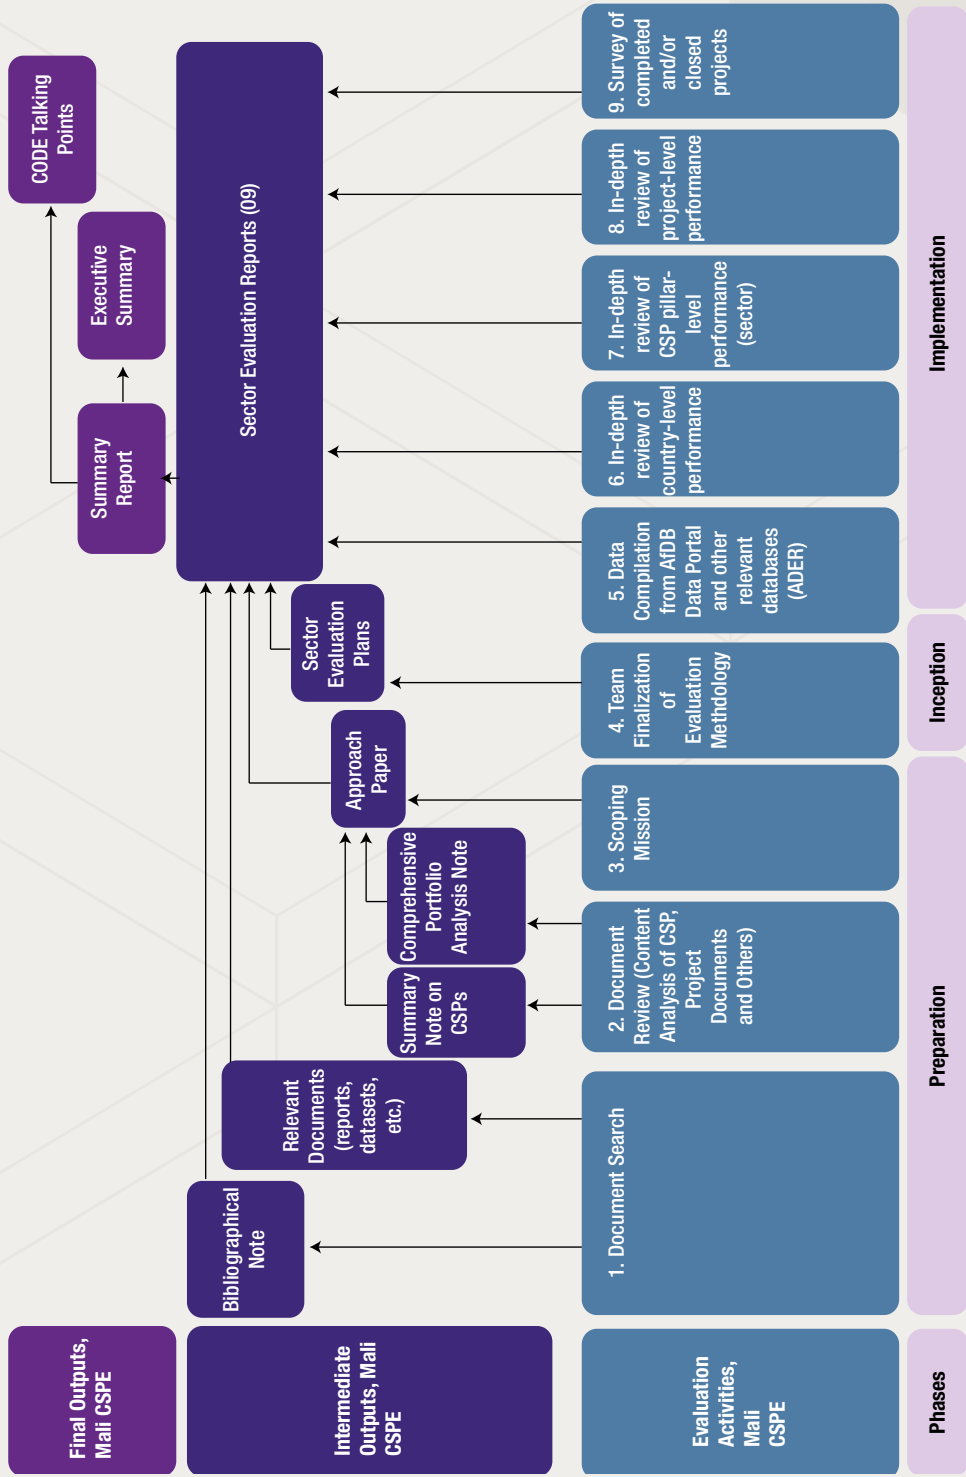 Final Outputs,
Mali CSPE
Summary
Report
Executive
Summary
CODE Talking
Points
Intermediate
Outputs, Mali
CSPE
Bibliographical
Note
Relevant
Documents
(reports,
datasets,
etc.)
Summary
Note on
CSPs
Comprehensive
Portfolio
Analysis Note
Approach
Paper
Sector
Evaluation
Plans
Sector Evaluation Reports (09)
Evaluation
Activities,
Mali
CSPE
1. Document Search
2. Document
Review (Content
Analysis of CSP,
Project
Documents
and Others)
3. Scoping
Mission
4. Team
Finalization
of
Evaluation
Methdology
5. Data
Compilation
from AfDB
Data Portal
and other
relevant
databases
(ADER)
6. In-depth
review of
country-level
performance
7. In-depth
review of
CSP pillar-
level
performance
(sector)
8. In-depth
review of
project-level
performance
9. Survey of
completed
and/or
closed
projects
Phases
Preparation
Inception
Implementation